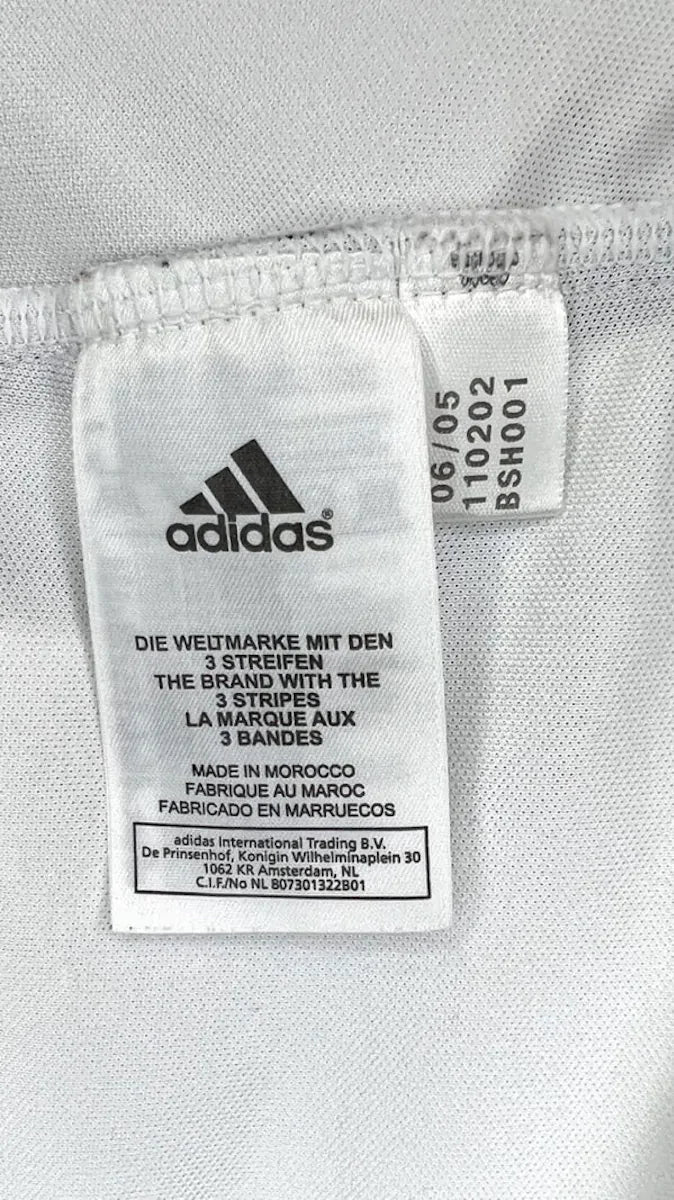 adidas®
DIE WELTMARKE MIT DEN
3 STREIFEN
THE BRAND WITH THE
3 STRIPES
LA MARQUE AUX
3 BANDES
MADE IN MOROCCO
FABRIQUE AU MAROC
FABRICADO EN MARRUECOS
adidas International Trading B.V.
De Prinsenhof, Konigin Wilhelminaplein 30
1062 KR Amsterdam, NL
C.I.F./No NL 807301322B01
06/05
110202
BSH001